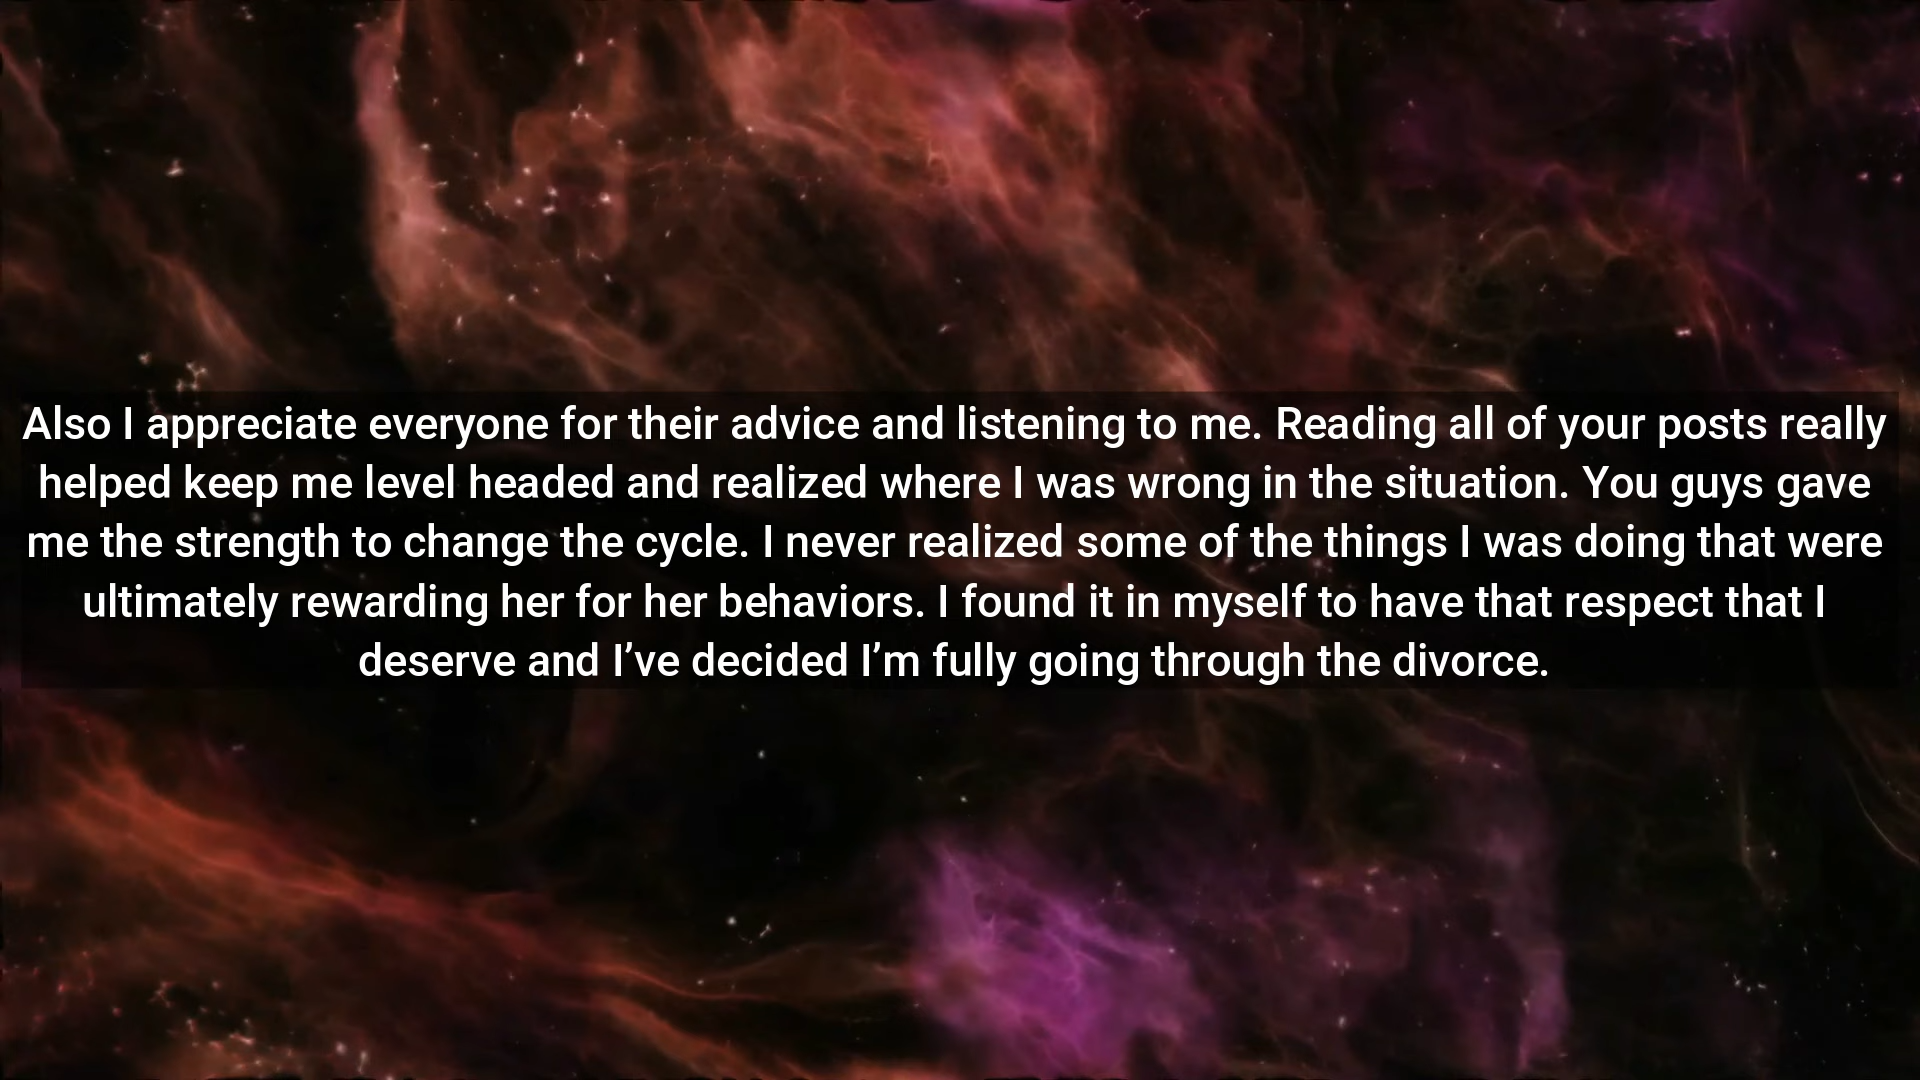 Also I appreciate everyone for their advice and listening to me. Reading all of your posts really
helped keep me level headed and realized where I was wrong in the situation. You guys gave
me the strength to change the cycle. I never realized some of the things I was doing that were
ultimately rewarding her for her behaviors. I found it in myself to have that respect that I
deserve and I’ve decided I’m fully going through the divorce.